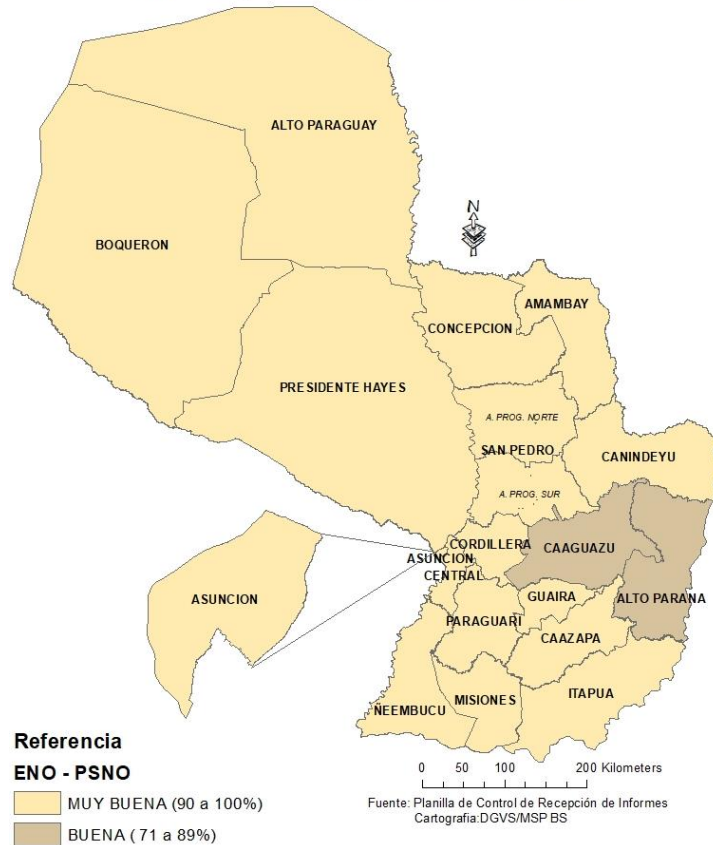 ALTO PARAGUAY
BOQUERON
N
AMAMBAY
CONCEPCION
PRESIDENTE HAYES
A. PROG. NORTE
SAN PEDRO
CANINDEYU
A. PROG. SUR
CORDILLERA
CAAGUAZU
ASUNCION
CENTRAL
ASUNCION
GUAIRA
ALTO PARANA
PARAGUARI
CAAZAPA
ITAPUA
MISIONES
ÑEEMBUCU
Referencia
ENO - PSNO
MUY BUENA (90 a 100%)
BUENA ( 71 a 89%)
0 50 100 200 Kilometers
Fuente: Planilla de Control de Recepción de Informes
Cartografia:DGVS/MSP BS